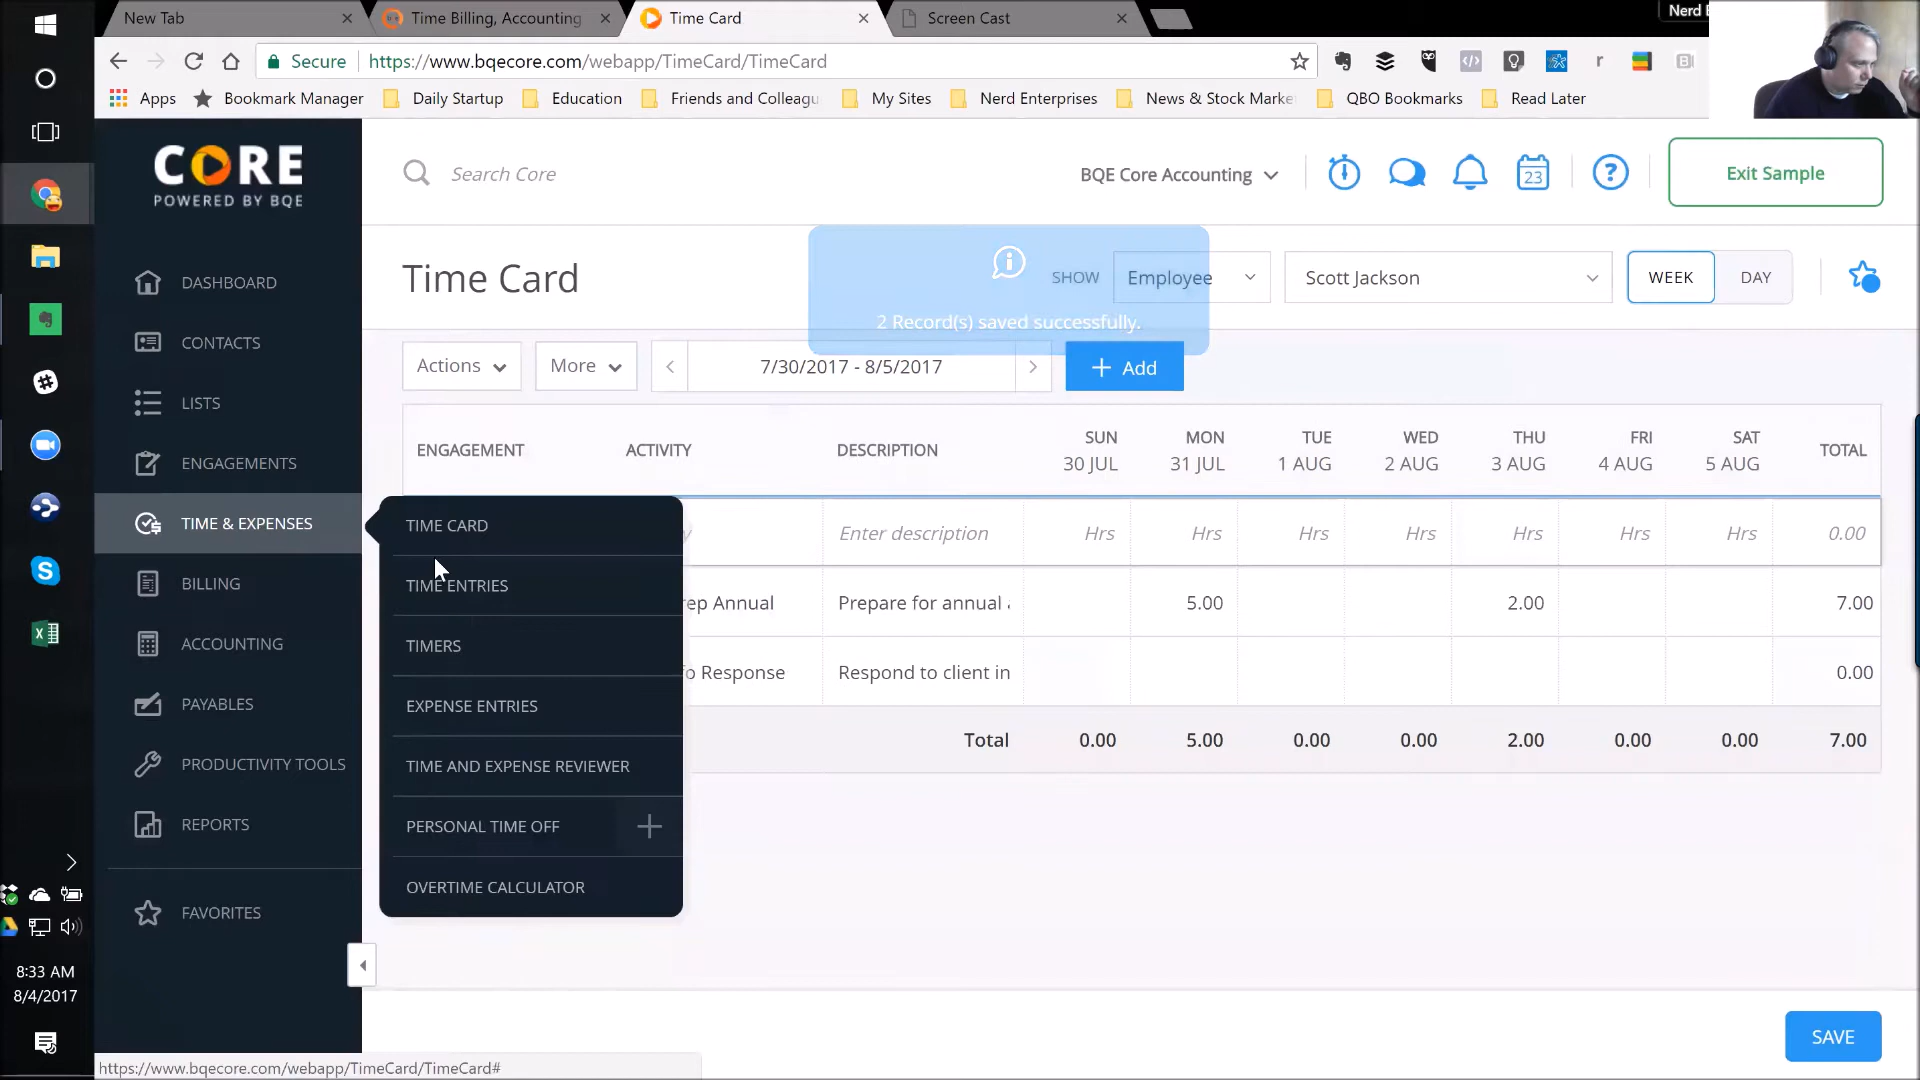 New Tab
Time Billing, Accounting
Time Card
Screen Cast
Nerd
Secure
https://www.bqecore.com/webapp/TimeCard/TimeCard
Apps
Bookmark Manager
Daily Startup
Education
Friends and Colleagu
My Sites
Nerd Enterprises
News & Stock Marke
QBO Bookmarks
Read Later
CORE
POWERED BY BQE
Search Core
BQE Core Accounting
23
Exit Sample
Time Card
SHOW
Employee
Scott Jackson
WEEK
DAY
2 Record(s) saved successfully.
Actions
More
7/30/2017 - 8/5/2017
+ Add
DASHBOARD
CONTACTS
LISTS
ENGAGEMENTS
TIME & EXPENSES
BILLING
ACCOUNTING
PAYABLES
PRODUCTIVITY TOOLS
REPORTS
FAVORITES
TIME CARD
TIME ENTRIES
TIMERS
EXPENSE ENTRIES
TIME AND EXPENSE REVIEWER
PERSONAL TIME OFF
OVERTIME CALCULATOR
ENGAGEMENT ACTIVITY DESCRIPTION SUN 30 JUL MON 31 JUL TUE 1 AUG WED 2 AUG THU 3 AUG FRI 4 AUG SAT 5 AUG TOTAL
Enter description Hrs Hrs Hrs Hrs Hrs Hrs Hrs 0.00
rep Annual Prepare for annual 5.00 2.00 7.00
o Response Respond to client in 0.00
Total 0.00 5.00 0.00 0.00 2.00 0.00 0.00 7.00
SAVE
8:33 AM
8/4/2017
https://www.bqecore.com/webapp/TimeCard/TimeCard#